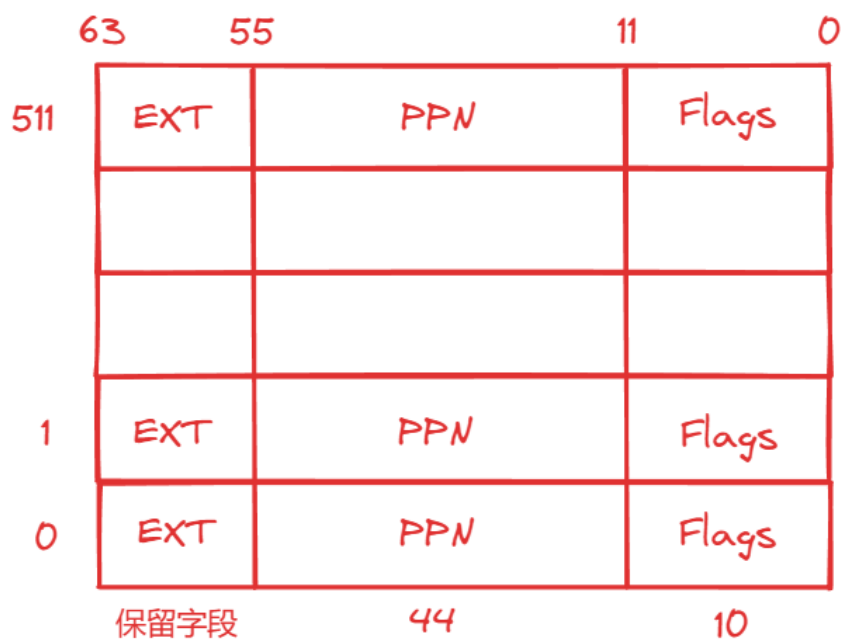 63 55 11 0
511 EXT PPN Flags
1 EXT PPN Flags
0 EXT PPN Flags
保留字段 44 10